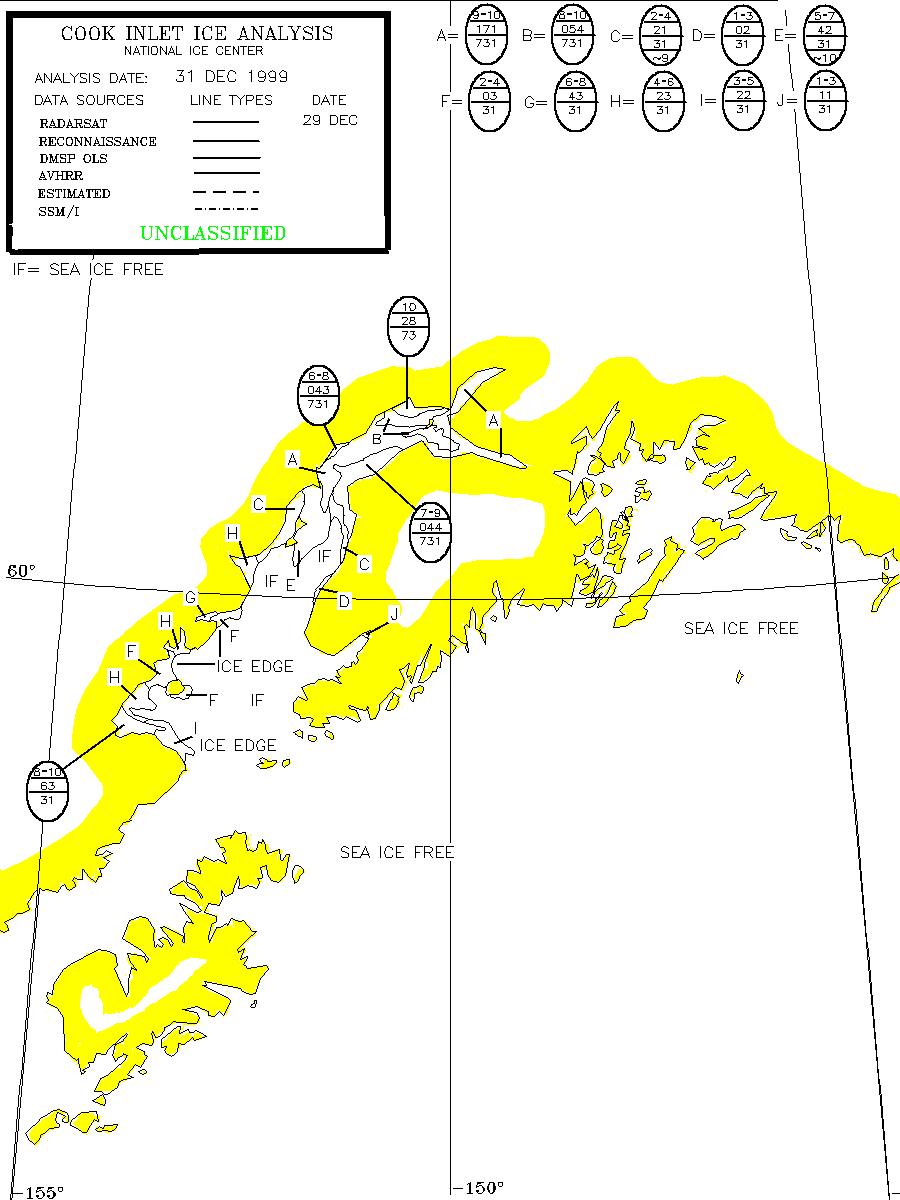 COOK INLET ICE ANALYSIS
NATIONAL ICE CENTER
ANALYSIS DATE: 31 DEC 1999
DATA SOURCES LINE TYPES DATE
RADARSAT 29 DEC
RECONNAISSANCE
DMSP OLS
AVHRR
ESTIMATED
SSM/I
UNCLASSIFIED
IF= SEA ICE FREE
A= 9-10 171 731
B= 8-10 054 731
C= 2-4 21 31 ~9
D= 1-3 02 31
E= 5-7 42 31 ~10
F= 2-4 03 31
G= 6-8 43 31
H= 4-6 23 31
I= 3-5 22 31
J= 1-3 11 31
10
28
73
6-8
043
731
A
B
A
C
7-9
044
731
H
IF
C
60°
IF
E
G
D
J
H
F
SEA ICE FREE
F
ICE EDGE
H
F
IF
I
ICE EDGE
8-10
63
31
SEA ICE FREE
-155°
-150°